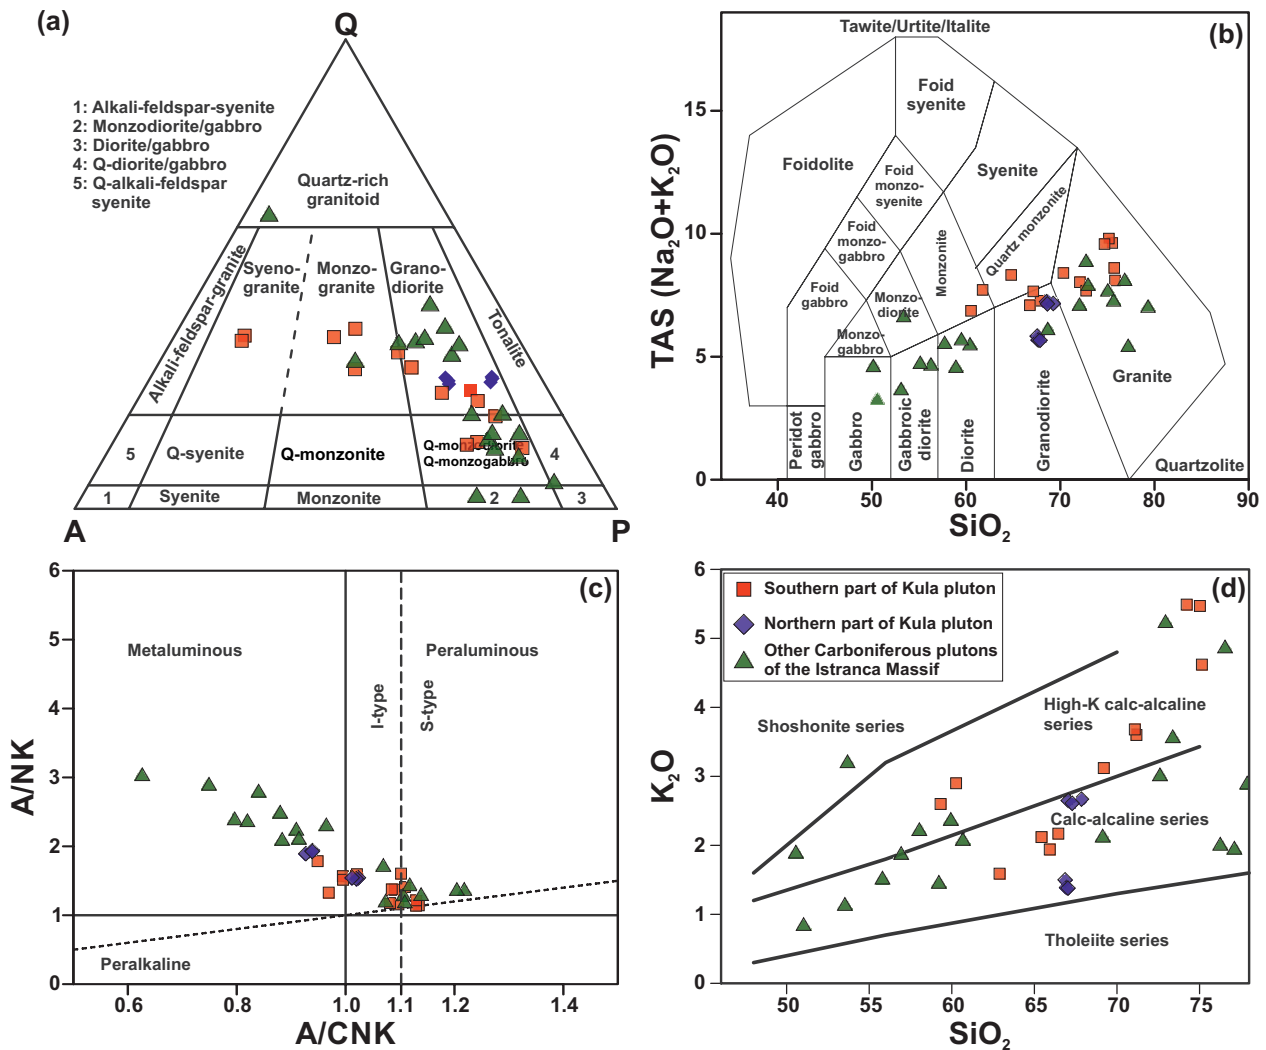 (a)
Q
1: Alkali-feldspar-syenite
2: Monzodiorite/gabbro
3: Diorite/gabbro
4: Q-diorite/gabbro
5: Q-alkali-feldspar
syenite
Quartz-rich
granitoid
Alkali-feldspar-granite
Syeno-
granite
Monzo-
granite
Grano-
diorite
Tonalite
5
Q-syenite
Q-monzonite
Q-monzodiorite
Q-monzogabbro
4
1
Syenite
Monzonite
2
3
A
P
(b)
TAS (Na2O+K2O)
15
10
5
0
Tawite/Urtite/Italite
Foid
syenite
Foidolite
Syenite
Foid
monzo-
syenite
Quartz monzonite
Foid
monzo-
gabbro
Monzonite
Foid
gabbro
Monzo-
diorite
Monzo-
gabbro
Peridot
gabbro
Gabbro
Gabbroic
diorite
Diorite
Granodiorite
Granite
Quartzolite
40
50
60
70
80
90
SiO2
(c)
A/NK
6
5
4
3
2
1
0
Metaluminous
Peraluminous
I-type
S-type
Peralkaline
0.6
0.8
1.0
1.1
1.2
1.4
A/CNK
(d)
K2O
6
5
4
3
2
1
0
Southern part of Kula pluton
Northern part of Kula pluton
Other Carboniferous plutons
of the Istranca Massif
Shoshonite series
High-K calc-alcaline
series
Calc-alcaline series
Tholeiite series
50
55
60
65
70
75
SiO2